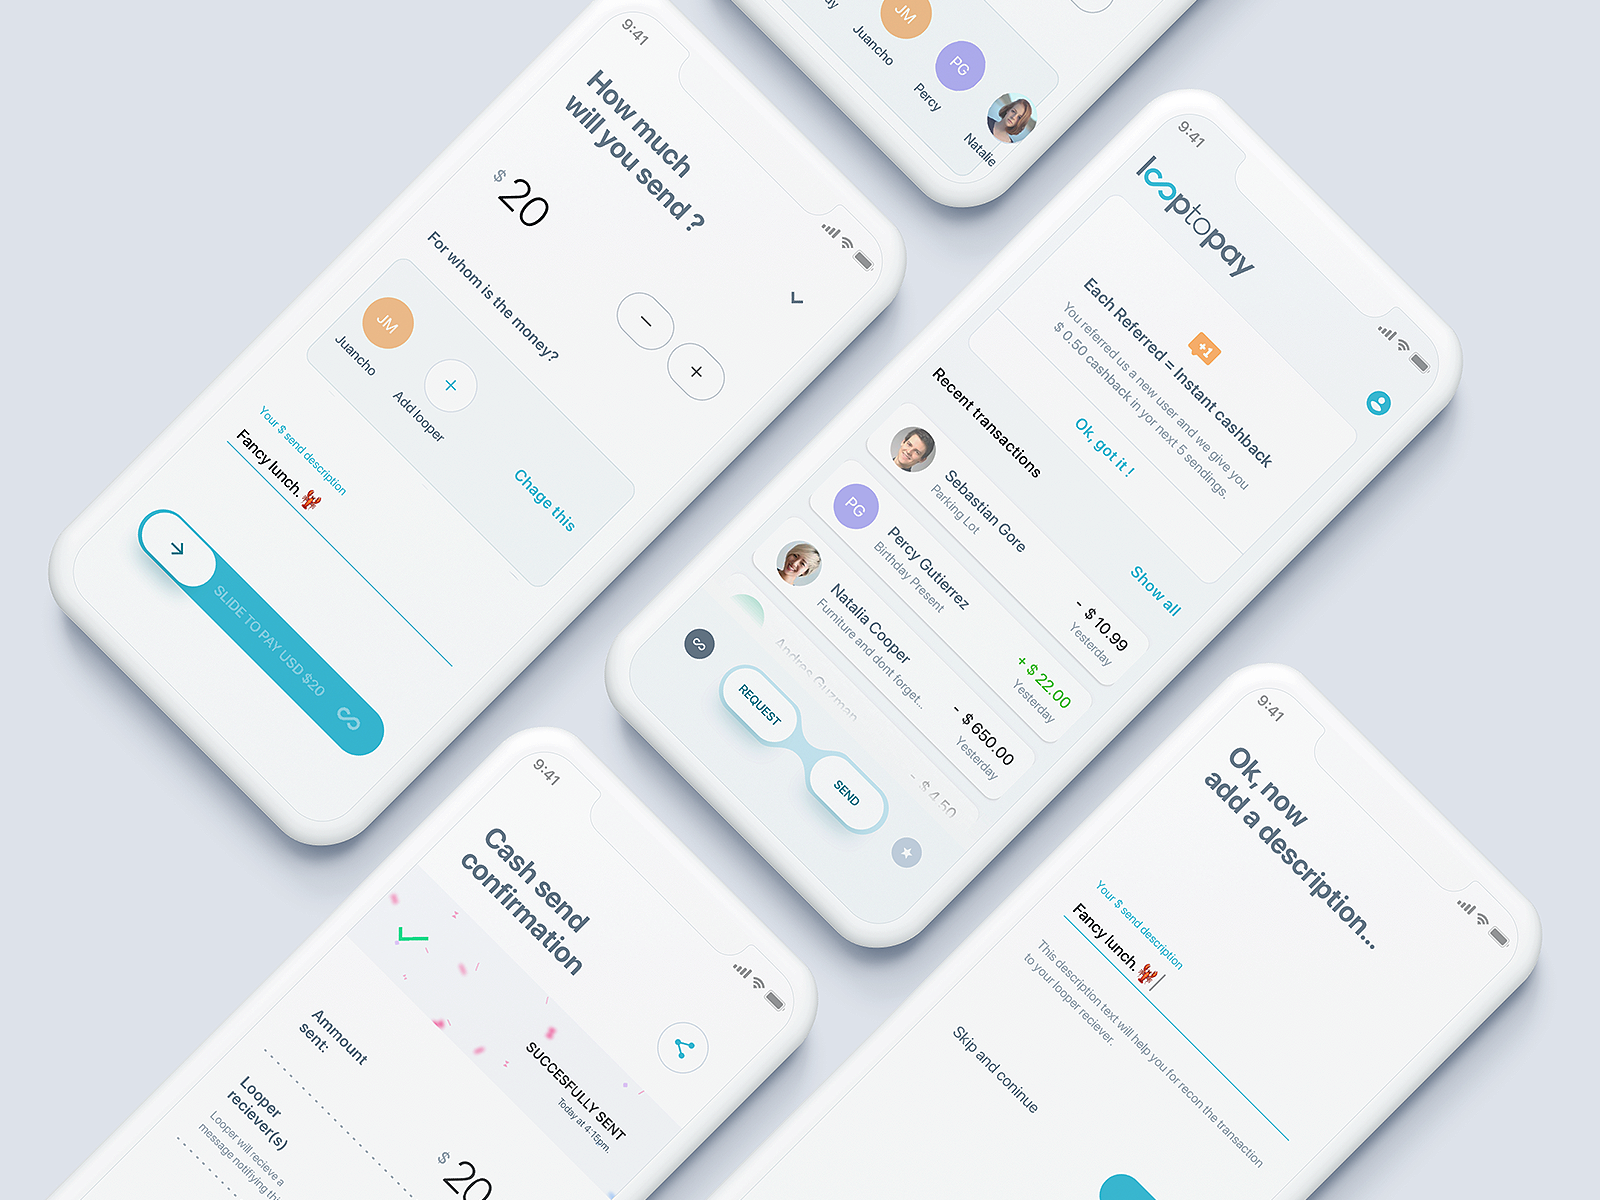 9:41
How much
will you send ?
$ 20
For whom is the money?
JM
Juancho
Add looper
Chage this
Your $ send description
Fancy lunch.
SLIDE TO PAY USD $20
JM
Juancho
PG
Percy
Natalie
9:41
looptopay
+1
Each Referred = Instant cashback
You referred us a new user and we give you
$ 0.50 cashback in yor next 5 sendings.
Ok, got it !
Recent transactions
Show all
Sebastian Gore
Parking Lot
- $ 10.99
Yesterday
PG
Percy Gutierrez
Birthday Present
+ $ 22.00
Yesterday
Natalia Cooper
Furniture and dont forget...
- $ 650.00
Yesterday
Andres Guzman
- $ 4.50
REQUEST
SEND
9:41
Cash send
confirmation
SUCCESFULLY SENT
Today at 4:15pm.
Ammount
sent:
$ 20
Looper
reciever(s)
Looper will recieve a
message notifiying this
9:41
Ok, now
add a description...
Your $ send description
Fancy lunch.
This description text will help you for recon the transaction
to your looper reciever.
Skip and coninue